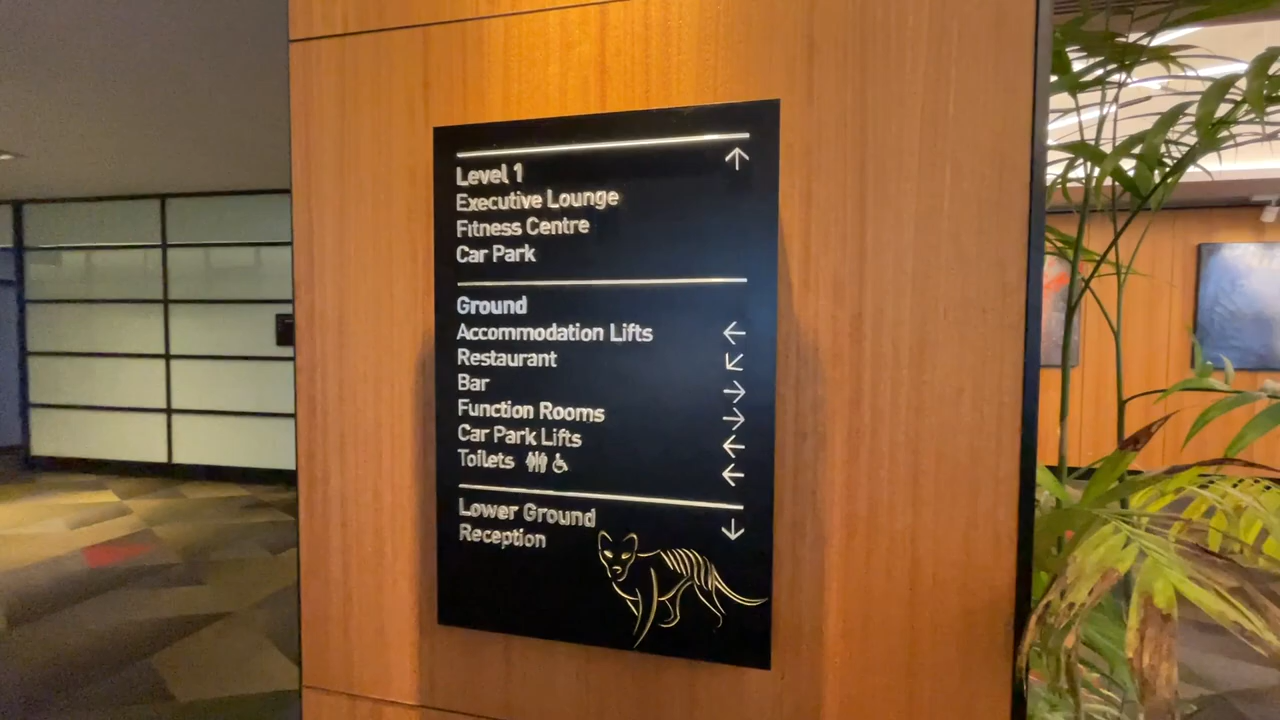 Level 1
Executive Lounge
Fitness Centre
Car Park
Ground
Accommodation Lifts
Restaurant
Bar
Function Rooms
Car Park Lifts
Toilets
Lower Ground
Reception